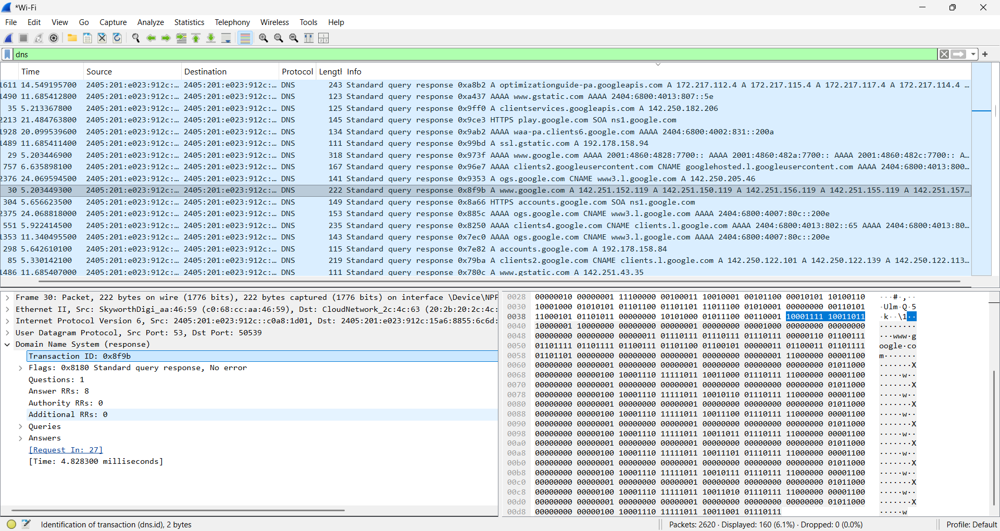 *Wi-Fi
File Edit View Go Capture Analyze Statistics Telephony Wireless Tools Help
dns
Time Source Destination Protocol Lengtl Info
1611 14.549195700 2405:201:e023:912c:… 2405:201:e023:912c:… DNS 243 Standard query response 0xa8b2 A optimizationguide-pa.googleapis.com A 172.217.112.4 A 172.217.115.4 A 172.217.117.4 A 172.217.114.4 …
1490 11.685412800 2405:201:e023:912c:… 2405:201:e023:912c:… DNS 123 Standard query response 0xa437 AAAA www.gstatic.com AAAA 2404:6800:4013:807::5e
35 5.213367800 2405:201:e023:912c:… 2405:201:e023:912c:… DNS 125 Standard query response 0x9ff0 A clientservices.googleapis.com A 142.250.182.206
2213 21.484763800 2405:201:e023:912c:… 2405:201:e023:912c:… DNS 145 Standard query response 0x9ce3 HTTPS play.google.com SOA ns1.google.com
1928 20.099539600 2405:201:e023:912c:… 2405:201:e023:912c:… DNS 134 Standard query response 0x9ab2 AAAA waa-pa.clients6.google.com AAAA 2404:6800:4002:831::200a
1489 11.685411400 2405:201:e023:912c:… 2405:201:e023:912c:… DNS 111 Standard query response 0x99bd A ssl.gstatic.com A 192.178.158.94
29 5.203446900 2405:201:e023:912c:… 2405:201:e023:912c:… DNS 318 Standard query response 0x973f AAAA www.google.com AAAA 2001:4860:4828:7700:: AAAA 2001:4860:482a:7700:: AAAA 2001:4860:482c:7700:: A…
757 6.635898100 2405:201:e023:912c:… 2405:201:e023:912c:… DNS 167 Standard query response 0x96e7 AAAA clients2.googleusercontent.com CNAME googlehosted.l.googleusercontent.com AAAA 2404:6800:4013:800…
2376 24.069594500 2405:201:e023:912c:… 2405:201:e023:912c:… DNS 141 Standard query response 0x9353 A ogs.google.com CNAME www3.l.google.com A 142.250.205.46
30 5.203449300 2405:201:e023:912c:… 2405:201:e023:912c:… DNS 222 Standard query response 0x8f9b A www.google.com A 142.251.152.119 A 142.251.150.119 A 142.251.156.119 A 142.251.155.119 A 142.251.157…
304 5.656623500 2405:201:e023:912c:… 2405:201:e023:912c:… DNS 149 Standard query response 0x8a66 HTTPS accounts.google.com SOA ns1.google.com
2375 24.068818000 2405:201:e023:912c:… 2405:201:e023:912c:… DNS 153 Standard query response 0x885c AAAA ogs.google.com CNAME www3.l.google.com AAAA 2404:6800:4007:80c::200e
551 5.922414500 2405:201:e023:912c:… 2405:201:e023:912c:… DNS 235 Standard query response 0x8250 AAAA clients4.google.com CNAME clients.l.google.com AAAA 2404:6800:4013:802::65 AAAA 2404:6800:4013:80…
1353 11.340495500 2405:201:e023:912c:… 2405:201:e023:912c:… DNS 143 Standard query response 0x7ec0 AAAA ogs.google.com CNAME www3.l.google.com AAAA 2404:6800:4007:80c::200e
298 5.642610100 2405:201:e023:912c:… 2405:201:e023:912c:… DNS 115 Standard query response 0x7e82 A accounts.google.com A 192.178.158.84
85 5.330142100 2405:201:e023:912c:… 2405:201:e023:912c:… DNS 219 Standard query response 0x79ba A clients2.google.com CNAME clients.l.google.com A 142.250.122.101 A 142.250.122.139 A 142.250.122.113…
1486 11.685407000 2405:201:e023:912c:… 2405:201:e023:912c:… DNS 111 Standard query response 0x780c A www.gstatic.com A 142.251.43.35
Frame 30: Packet, 222 bytes on wire (1776 bits), 222 bytes captured (1776 bits) on interface \Device\NPF
Ethernet II, Src: SkyworthDigi_aa:46:59 (c0:68:cc:aa:46:59), Dst: CloudNetwork_2c:4c:63 (20:2b:20:2c:4c:
Internet Protocol Version 6, Src: 2405:201:e023:912c::c0a8:1d01, Dst: 2405:201:e023:912c:15a6:8855:6c6d:
User Datagram Protocol, Src Port: 53, Dst Port: 50539
Domain Name System (response)
Transaction ID: 0x8f9b
Flags: 0x8180 Standard query response, No error
Questions: 1
Answer RRs: 8
Authority RRs: 0
Additional RRs: 0
Queries
Answers
[Request In: 27]
[Time: 4.828300 milliseconds]
0028 00000010 00000001 11100000 00100011 10010001 00101100 00010101 10100110 ···#·,··
0030 10001000 01010101 01101100 01101101 11011100 01010001 00000000 00110101 ·Ulm·Q·5
0038 11000101 01101011 00000000 10101000 01011100 00110001 10001111 10011011 ·k··\1··
0040 10000001 10000000 00000000 00000001 00000000 00001000 00000000 00000000 ········
0048 00000000 00000000 00000011 01110111 01110111 01110111 00000110 01100111 ···www·g
0050 01101111 01101111 01100111 01101100 01100101 00000011 01100011 01101111 oogle·co
0058 01101101 00000000 00000000 00000001 00000000 00000001 11000000 00001100 m·······
0060 00000000 00000001 00000000 00000001 00000000 00000000 00000000 01011000 ·······X
0068 00000000 00000100 10001110 11111011 10011000 01110111 11000000 00001100 ·····w··
0070 00000000 00000001 00000000 00000001 00000000 00000000 00000000 01011000 ·······X
0078 00000000 00000100 10001110 11111011 10010110 01110111 11000000 00001100 ·····w··
0080 00000000 00000001 00000000 00000001 00000000 00000000 00000000 01011000 ·······X
0088 00000000 00000100 10001110 11111011 10011100 01110111 11000000 00001100 ·····w··
0090 00000000 00000001 00000000 00000001 00000000 00000000 00000000 01011000 ·······X
0098 00000000 00000100 10001110 11111011 10011011 01110111 11000000 00001100 ·····w··
00a0 00000000 00000001 00000000 00000001 00000000 00000000 00000000 01011000 ·······X
00a8 00000000 00000100 10001110 11111011 10011101 01110111 11000000 00001100 ·····w··
00b0 00000000 00000001 00000000 00000001 00000000 00000000 00000000 01011000 ·······X
00b8 00000000 00000100 10001110 11111011 10010111 01110111 11000000 00001100 ·····w··
00c0 00000000 00000001 00000000 00000001 00000000 00000000 00000000 01011000 ·······X
00c8 00000000 00000100 10001110 11111011 10011010 01110111 11000000 00001100 ·····w··
00d0 00000000 00000001 00000000 00000001 00000000 00000000 00000000 01011000 ·······X
00d8 00000000 00000100 10001110 11111011 10011001 01110111 ·····w
Identification of transaction (dns.id), 2 bytes Packets: 2620 · Displayed: 160 (6.1%) · Dropped: 0 (0.0%) Profile: Default